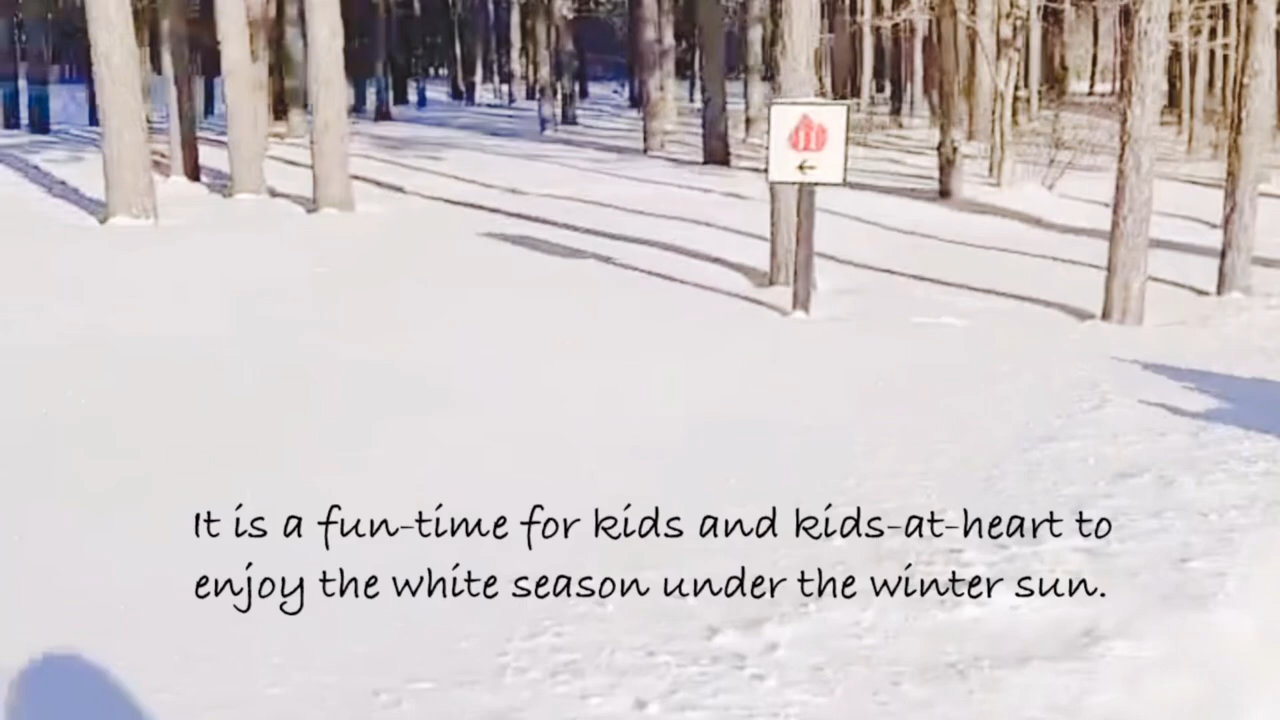 It is a fun-time for kids and kids-at-heart to
enjoy the white season under the winter sun.